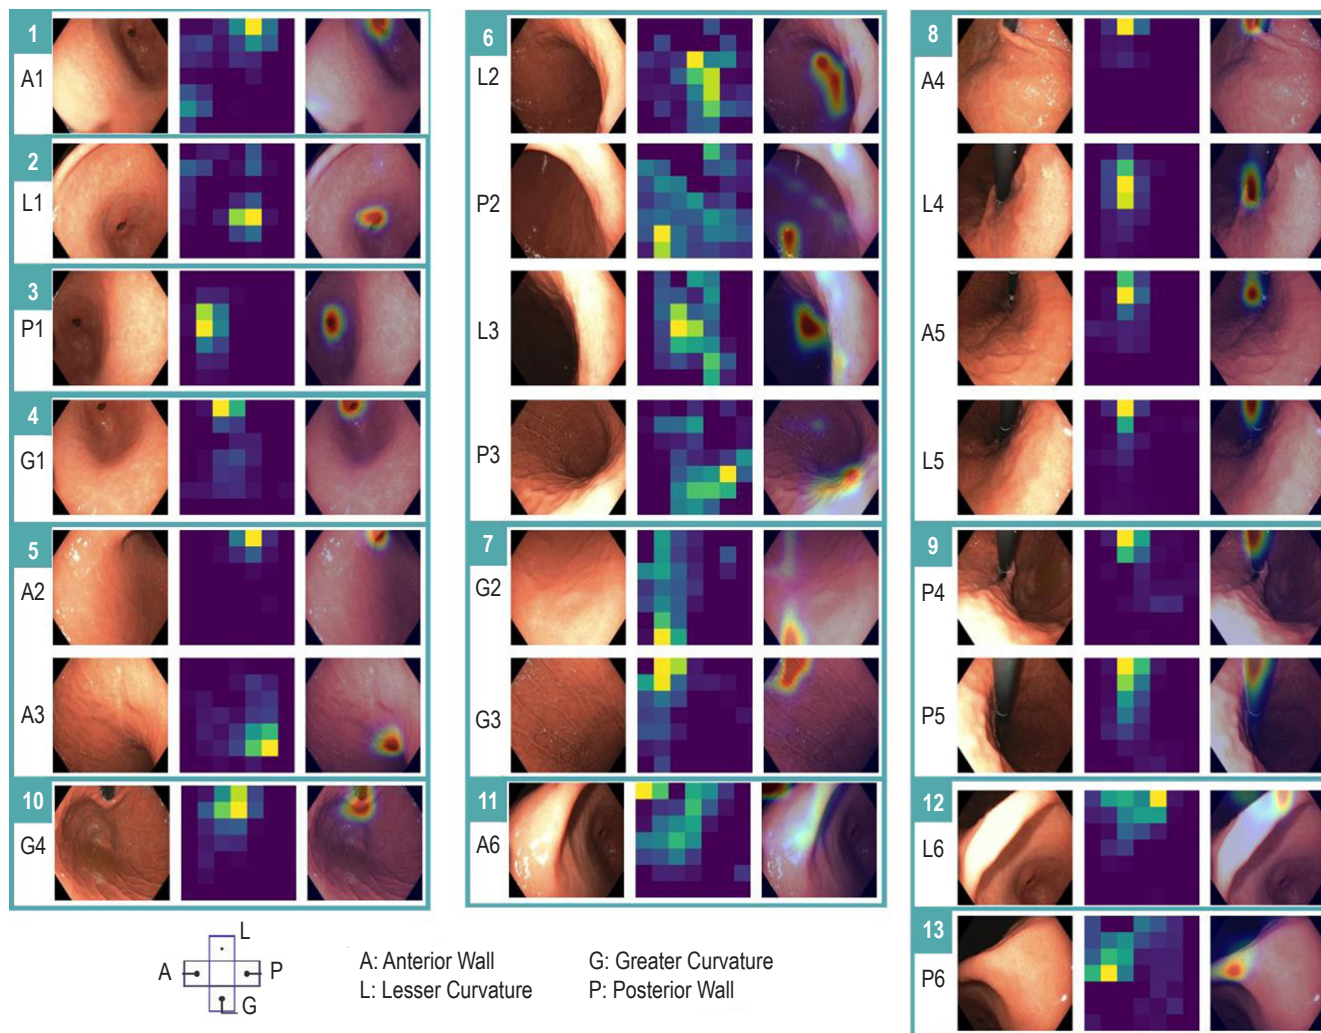 1
A1
2
L1
3
P1
4
G1
5
A2
A3
10
G4
6
L2
P2
L3
P3
7
G2
G3
11
A6
8
A4
L4
A5
L5
9
P4
P5
12
L6
13
P6
L
A
P
G
A: Anterior Wall
L: Lesser Curvature
G: Greater Curvature
P: Posterior Wall